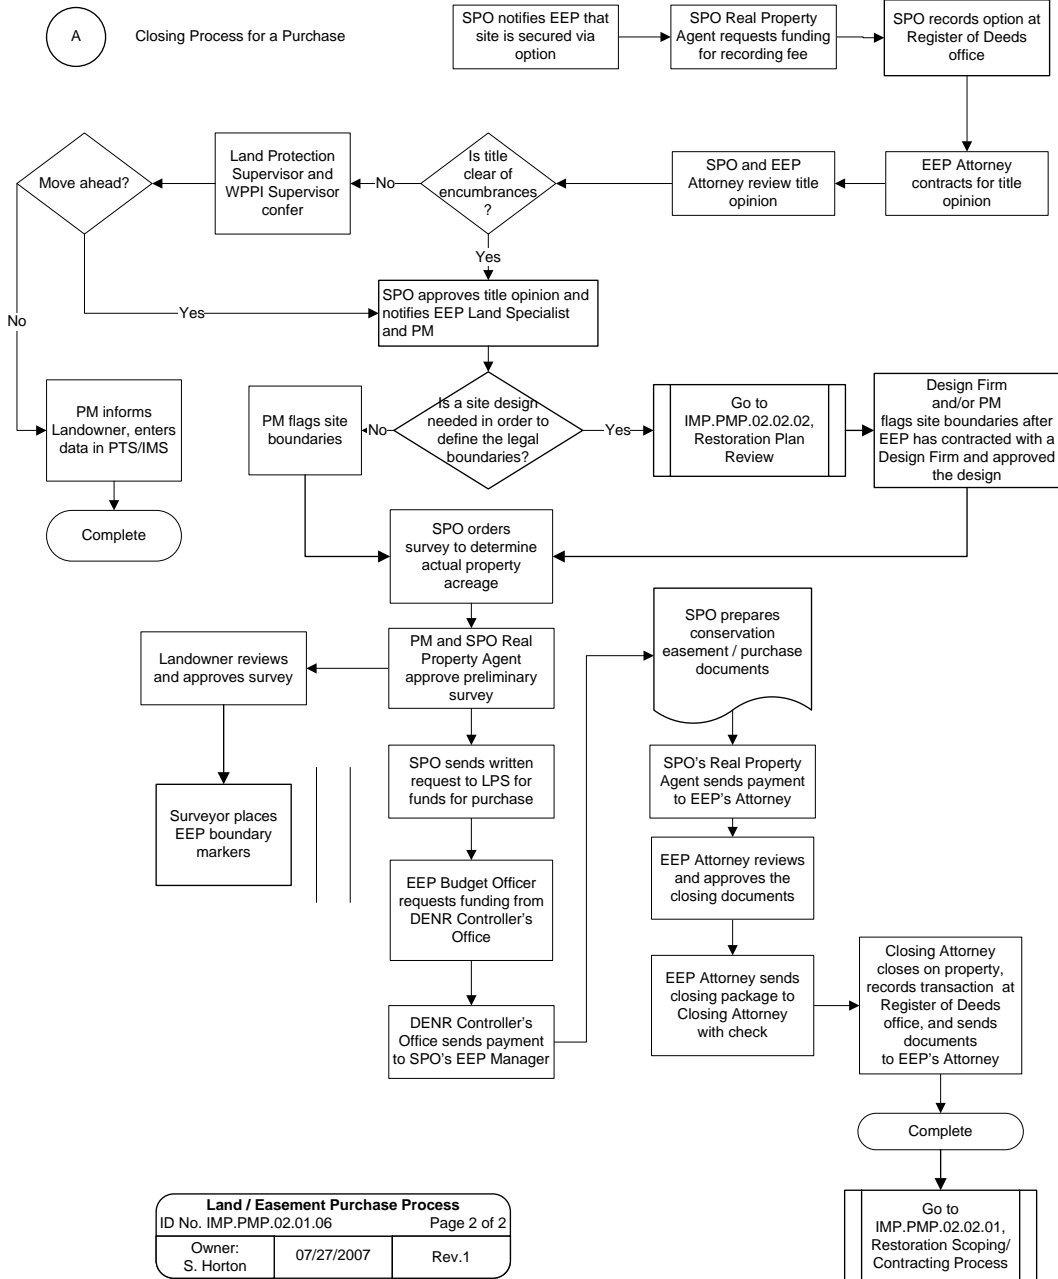 A
Closing Process for a Purchase
SPO notifies EEP that
site is secured via
option
SPO Real Property
Agent requests funding
for recording fee
SPO records option at
Register of Deeds
office
Move ahead?
Land Protection
Supervisor and
WPPI Supervisor
confer
No
Is title
clear of
encumbrances
?
SPO and EEP
Attorney review title
opinion
EEP Attorney
contracts for title
opinion
Yes
SPO approves title opinion and
notifies EEP Land Specialist
and PM
Yes
No
PM informs
Landowner, enters
data in PTS/IMS
Complete
PM flags site
boundaries
No
Is a site design
needed in order to
define the legal
boundaries?
Yes
Go to
IMP.PMP.02.02.02,
Restoration Plan
Review
Design Firm
and/or PM
flags site boundaries after
EEP has contracted with a
Design Firm and approved
the design
SPO orders
survey to determine
actual property
acreage
Landowner reviews
and approves survey
PM and SPO Real
Property Agent
approve preliminary
survey
SPO prepares
conservation
easement / purchase
documents
Surveyor places
EEP boundary
markers
SPO sends written
request to LPS for
funds for purchase
SPO's Real Property
Agent sends payment
to EEP's Attorney
EEP Budget Officer
requests funding from
DENR Controller's
Office
EEP Attorney reviews
and approves the
closing documents
DENR Controller's
Office sends payment
to SPO's EEP Manager
EEP Attorney sends
closing package to
Closing Attorney
with check
Closing Attorney
closes on property,
records transaction at
Register of Deeds
office, and sends
documents
to EEP's Attorney
Complete
Go to
IMP.PMP.02.02.01,
Restoration Scoping/
Contracting Process
Land / Easement Purchase Process
ID No. IMP.PMP.02.01.06 Page 2 of 2
Owner:
S. Horton
07/27/2007
Rev.1